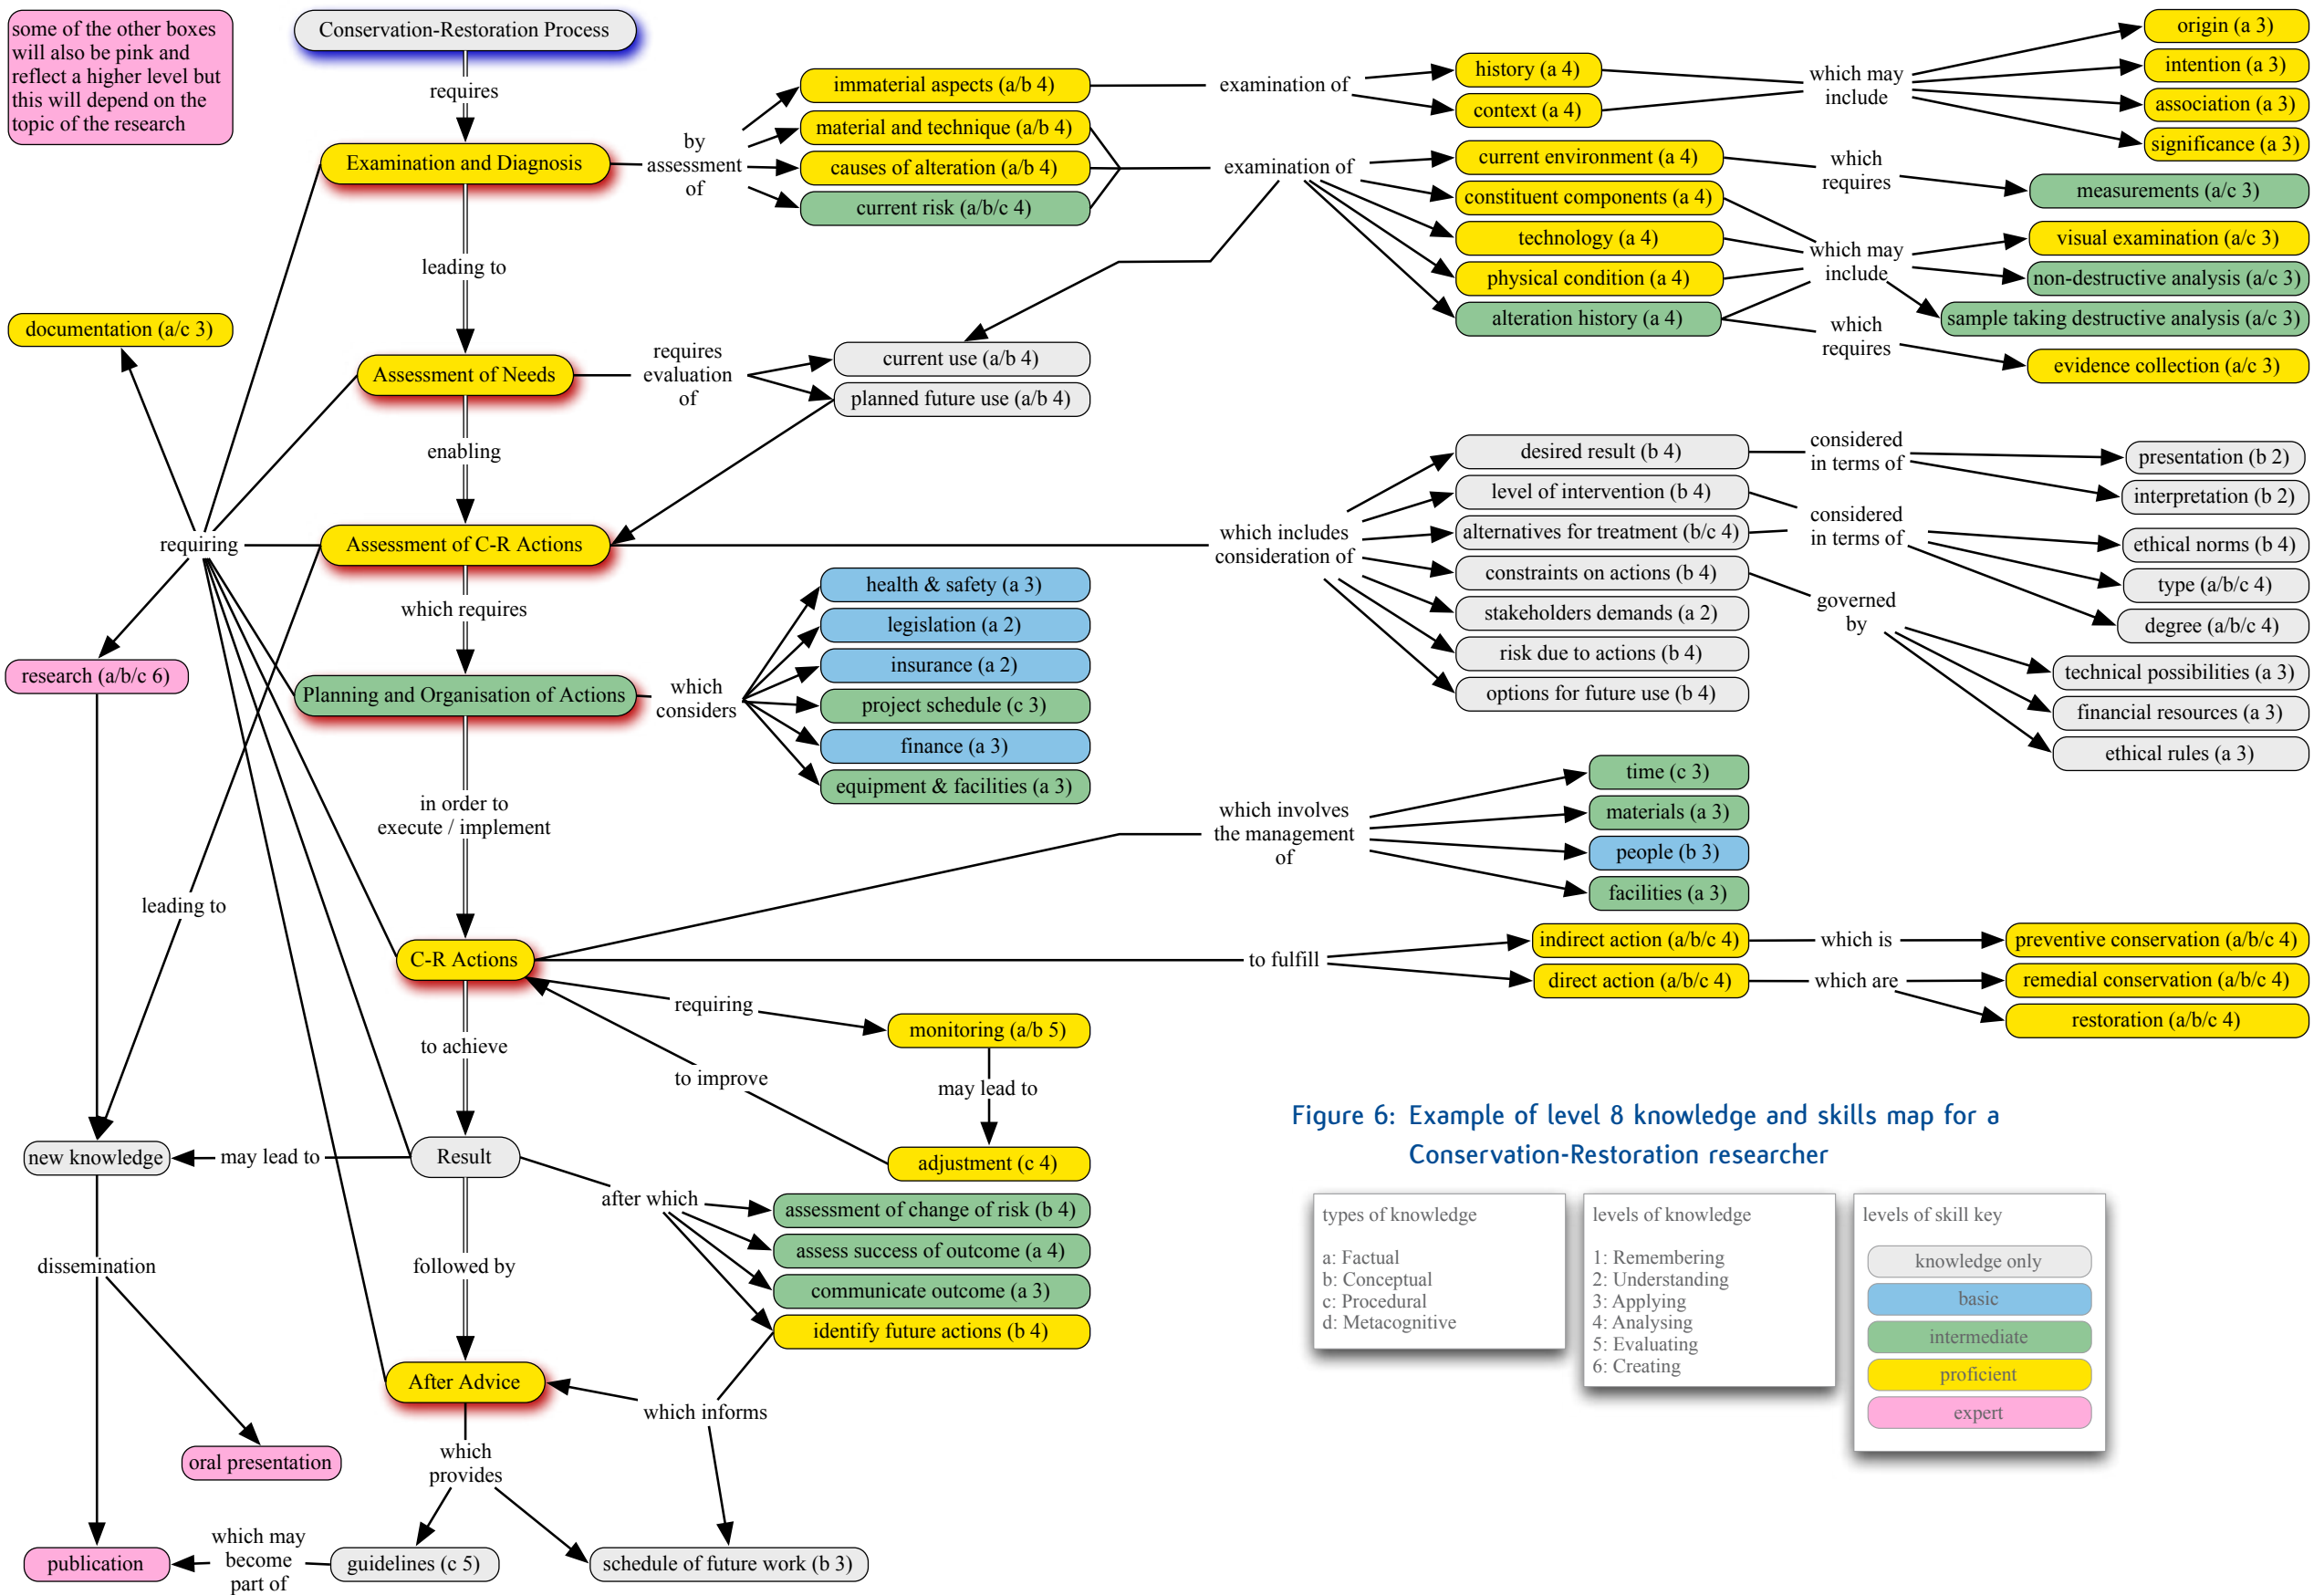 some of the other boxes
will also be pink and
reflect a higher level but
this will depend on the
topic of the research
Conservation-Restoration Process
requires
Examination and Diagnosis
by
assessment
of
immaterial aspects (a/b 4)
material and technique (a/b 4)
causes of alteration (a/b 4)
current risk (a/b/c 4)
examination of
history (a 4)
context (a 4)
which may
include
origin (a 3)
intention (a 3)
association (a 3)
significance (a 3)
examination of
current environment (a 4)
constituent components (a 4)
technology (a 4)
physical condition (a 4)
alteration history (a 4)
which
requires
measurements (a/c 3)
which may
include
visual examination (a/c 3)
non-destructive analysis (a/c 3)
sample taking destructive analysis (a/c 3)
which
requires
evidence collection (a/c 3)
leading to
documentation (a/c 3)
Assessment of Needs
requires
evaluation
of
current use (a/b 4)
planned future use (a/b 4)
enabling
requiring
Assessment of C-R Actions
which includes
consideration of
desired result (b 4)
level of intervention (b 4)
alternatives for treatment (b/c 4)
constraints on actions (b 4)
stakeholders demands (a 2)
risk due to actions (b 4)
options for future use (b 4)
considered
in terms of
presentation (b 2)
interpretation (b 2)
considered
in terms of
ethical norms (b 4)
type (a/b/c 4)
degree (a/b/c 4)
governed
by
technical possibilities (a 3)
financial resources (a 3)
ethical rules (a 3)
which requires
research (a/b/c 6)
Planning and Organisation of Actions
which
considers
health & safety (a 3)
legislation (a 2)
insurance (a 2)
project schedule (c 3)
finance (a 3)
equipment & facilities (a 3)
in order to
execute / implement
which involves
the management
of
time (c 3)
materials (a 3)
people (b 3)
facilities (a 3)
leading to
C-R Actions
to fulfill
indirect action (a/b/c 4)
direct action (a/b/c 4)
which is
preventive conservation (a/b/c 4)
which are
remedial conservation (a/b/c 4)
restoration (a/b/c 4)
requiring
monitoring (a/b 5)
to achieve
to improve
may lead to
adjustment (c 4)
new knowledge
may lead to
Result
after which
assessment of change of risk (b 4)
assess success of outcome (a 4)
communicate outcome (a 3)
identify future actions (b 4)
dissemination
followed by
After Advice
which informs
which
provides
oral presentation
publication
which may
become
part of
guidelines (c 5)
schedule of future work (b 3)
Figure 6: Example of level 8 knowledge and skills map for a
Conservation-Restoration researcher
types of knowledge
a: Factual
b: Conceptual
c: Procedural
d: Metacognitive
levels of knowledge
1: Remembering
2: Understanding
3: Applying
4: Analysing
5: Evaluating
6: Creating
levels of skill key
knowledge only
basic
intermediate
proficient
expert